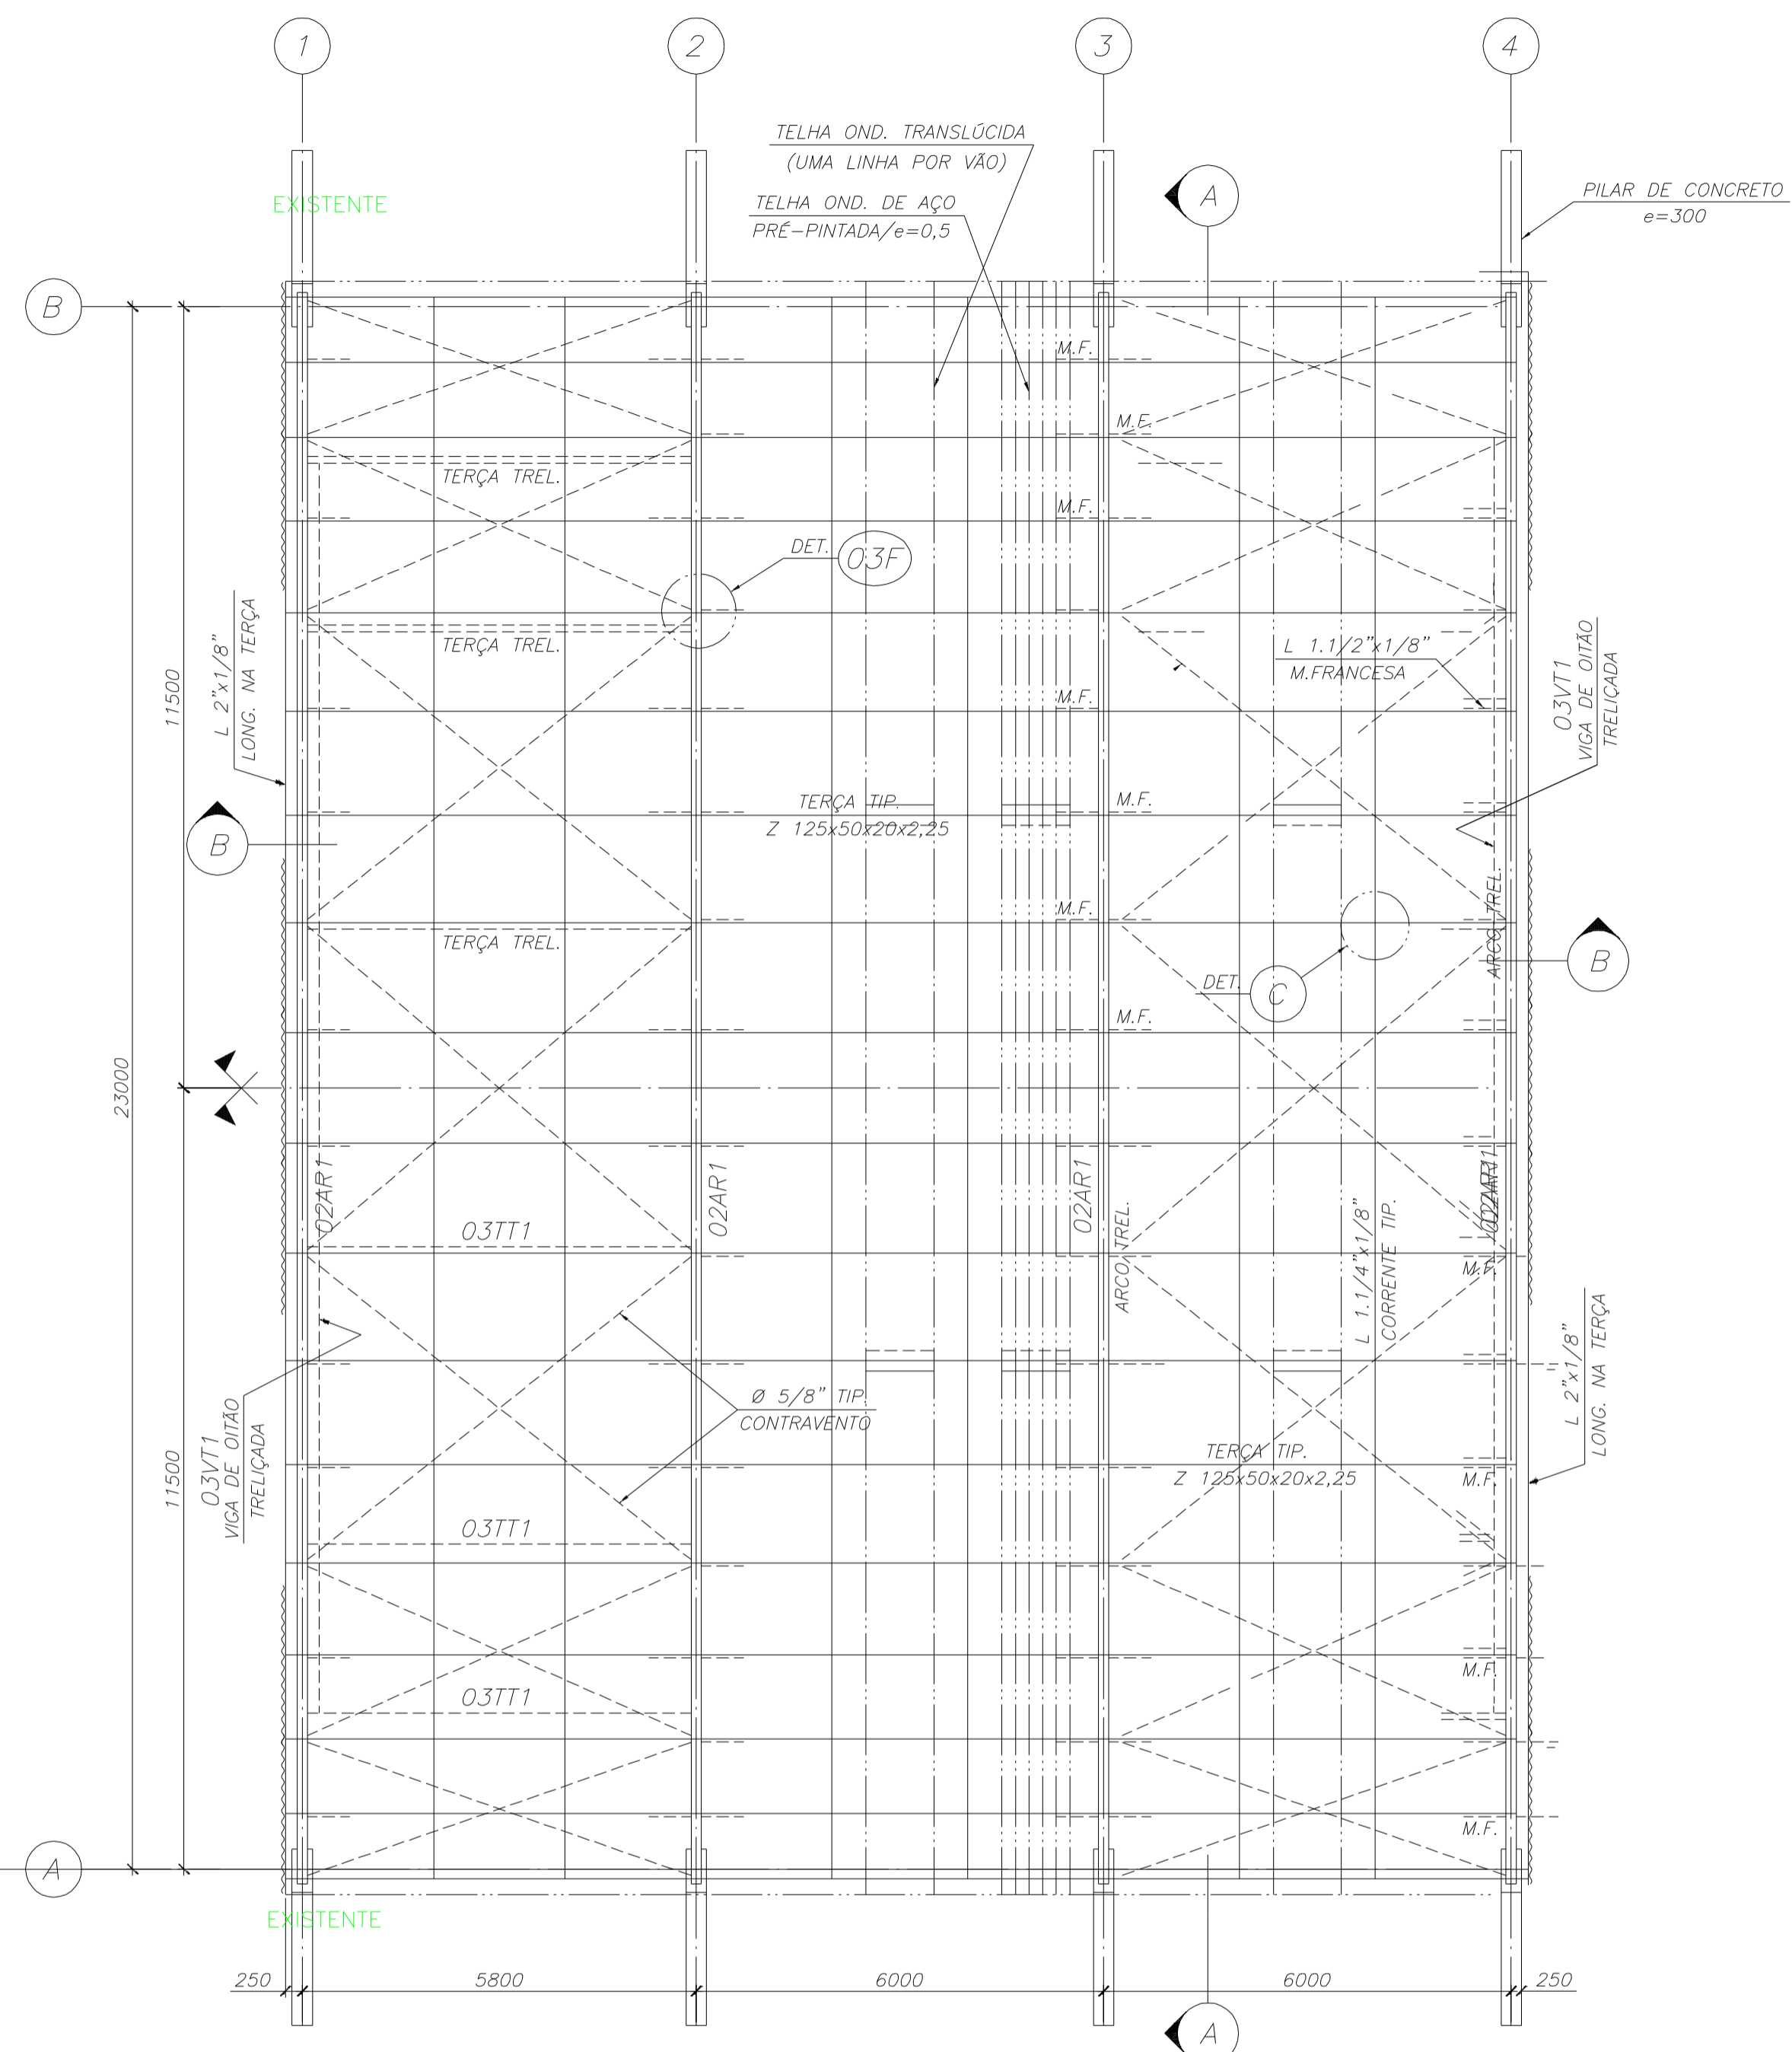 1
2
3
4
TELHA OND. TRANSLÚCIDA
(UMA LINHA POR VÃO)
TELHA OND. DE AÇO
PRÉ-PINTADA/e=0,5
A
PILAR DE CONCRETO
e=300
EXISTENTE
B
M.F.
M.F.
TERÇA TREL.
M.F.
DET.
03F
TERÇA TREL.
L 1.1/2"x1/8"
M.FRANCESA
L 2"x1/8"
LONG. NA TERÇA
11500
03VT1
VIGA DE OITÃO
TRELIÇADA
M.F.
TERÇA TIP.
Z 125x50x20x2,25
M.F.
B
M.F.
TERÇA TREL.
ARCO TREL.
B
DET.
C
M.F.
23000
02AR1
02AR1
02AR1
02AR1
03TT1
ARCO TREL.
L 1.1/4"x1/8"
CORRENTE TIP.
M.F.
L 2"x1/8"
LONG. NA TERÇA
Ø 5/8" TIP.
CONTRAVENTO
03VT1
VIGA DE OITÃO
TRELIÇADA
11500
TERÇA TIP.
Z 125x50x20x2,25
M.F.
03TT1
M.F.
03TT1
M.F.
A
EXISTENTE
250
5800
6000
6000
250
A